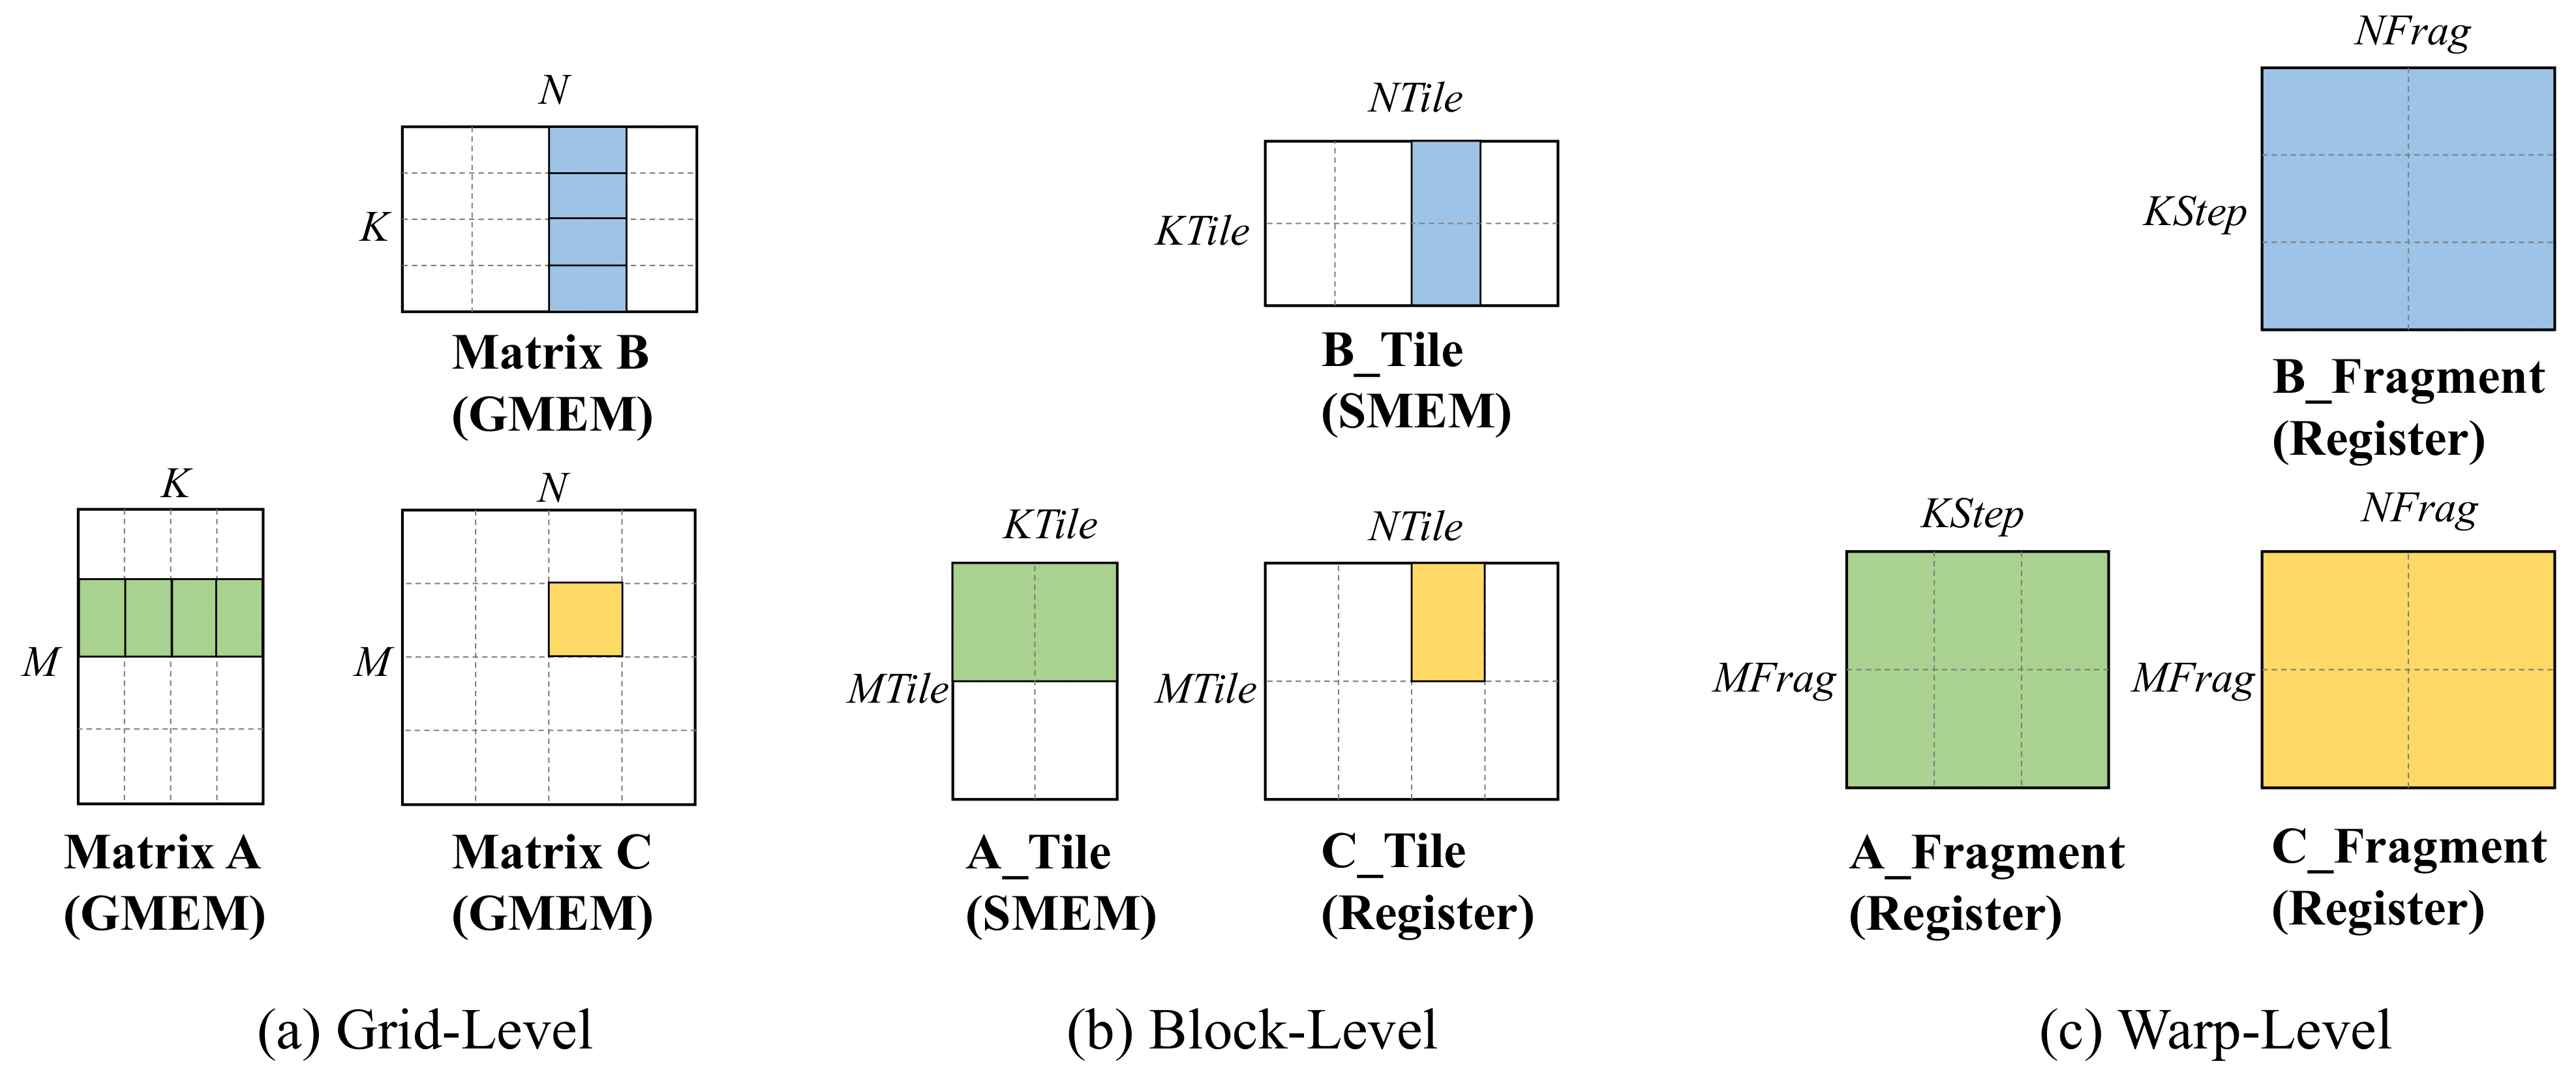 N
K
Matrix B
(GMEM)
K
M
Matrix A
(GMEM)
N
M
Matrix C
(GMEM)
(a) Grid-Level
NTile
KTile
B_Tile
(SMEM)
KTile
MTile
A_Tile
(SMEM)
NTile
MTile
C_Tile
(Register)
(b) Block-Level
NFrag
KStep
B_Fragment
(Register)
KStep
MFrag
A_Fragment
(Register)
NFrag
MFrag
C_Fragment
(Register)
(c) Warp-Level